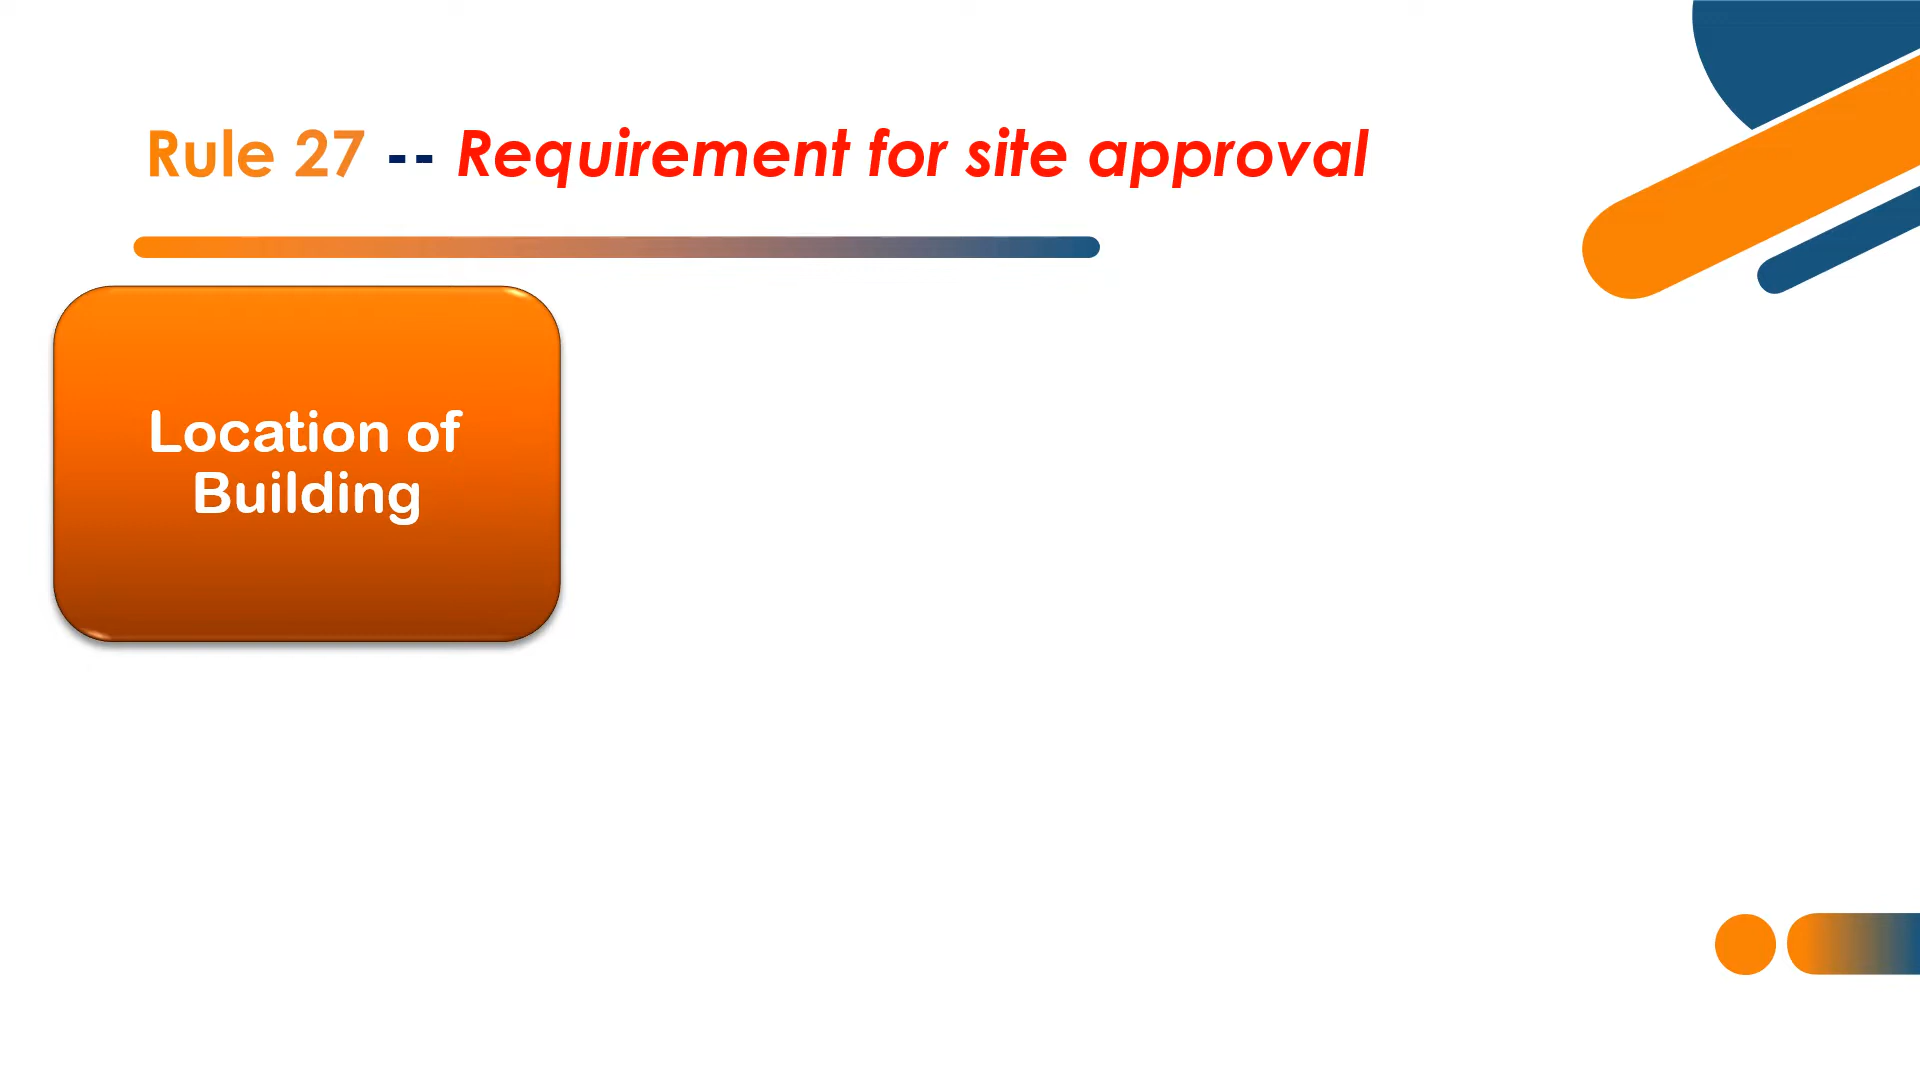 Rule 27 -- Requirement for site approval
Location of
Building